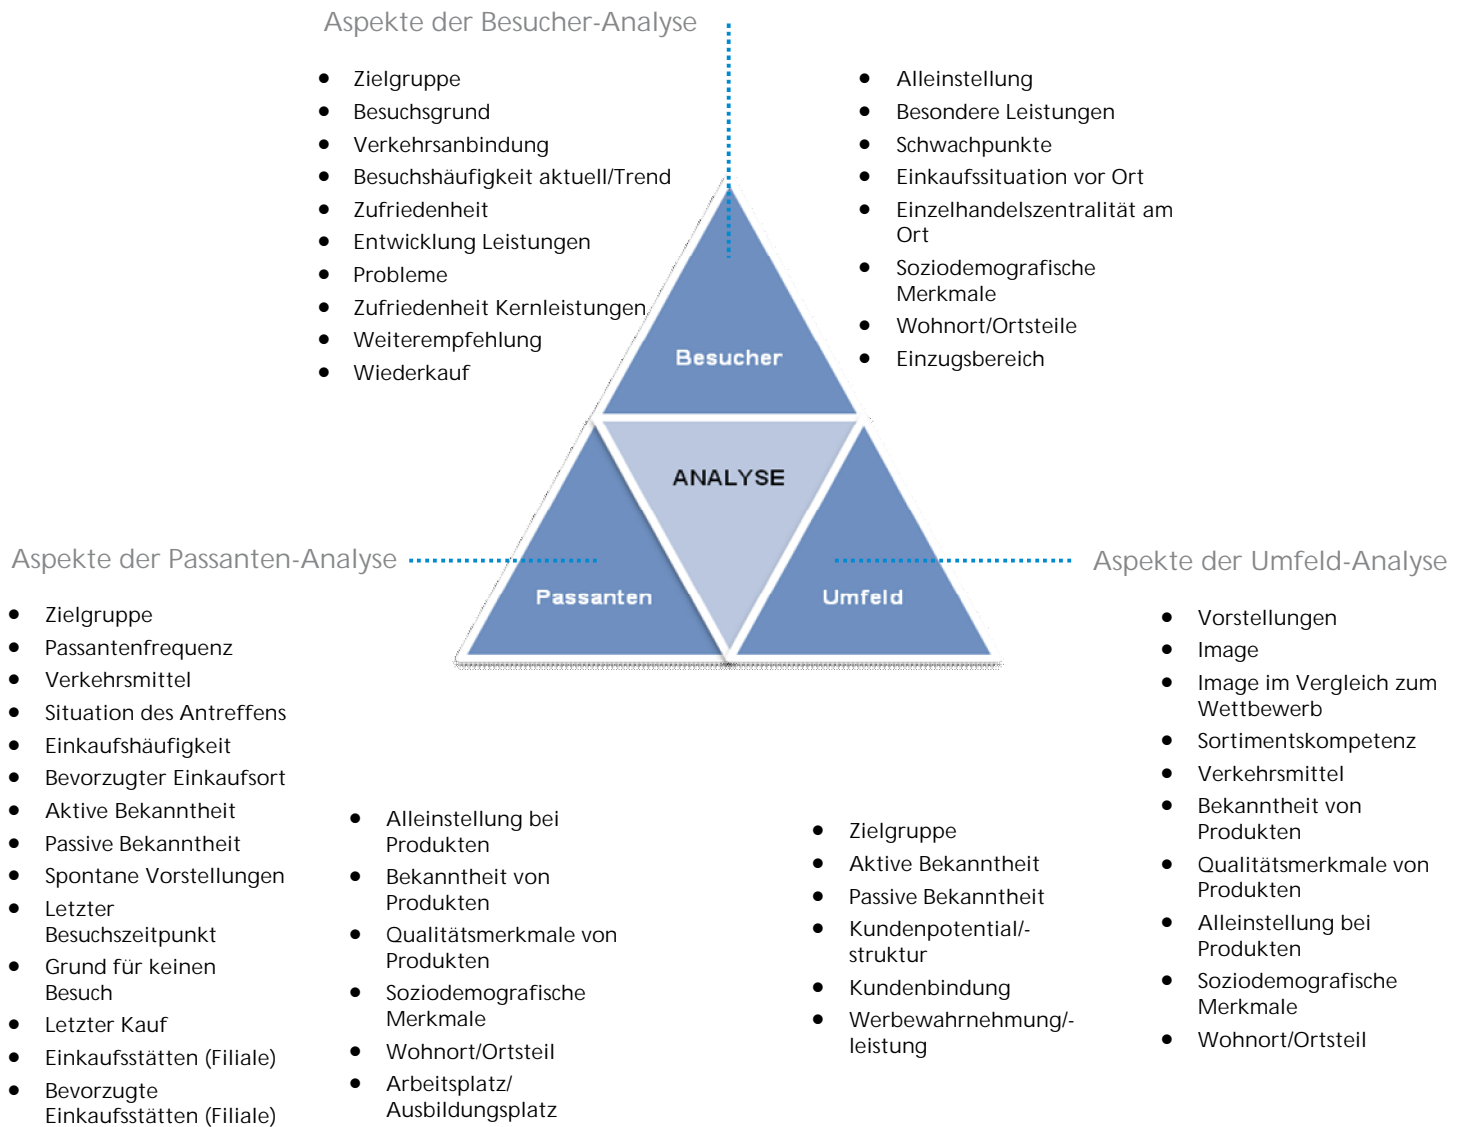 Aspekte der Besucher-Analyse
• Zielgruppe
• Besuchsgrund
• Verkehrsanbindung
• Besuchshäufigkeit aktuell/Trend
• Zufriedenheit
• Entwicklung Leistungen
• Probleme
• Zufriedenheit Kernleistungen
• Weiterempfehlung
• Wiederkauf
• Alleinstellung
• Besondere Leistungen
• Schwachpunkte
• Einkaufssituation vor Ort
• Einzelhandelszentralität am
Ort
• Soziodemografische
Merkmale
• Wohnort/Ortsteile
• Einzugsbereich
Besucher
ANALYSE
Passanten
Umfeld
Aspekte der Passanten-Analyse
• Zielgruppe
• Passantenfrequenz
• Verkehrsmittel
• Situation des Antreffens
• Einkaufshäufigkeit
• Bevorzugter Einkaufsort
• Aktive Bekanntheit
• Passive Bekanntheit
• Spontane Vorstellungen
• Letzter
Besuchszeitpunkt
• Grund für keinen
Besuch
• Letzter Kauf
• Einkaufsstätten (Filiale)
• Bevorzugte
Einkaufsstätten (Filiale)
• Alleinstellung bei
Produkten
• Bekanntheit von
Produkten
• Qualitätsmerkmale von
Produkten
• Soziodemografische
Merkmale
• Wohnort/Ortsteil
• Arbeitsplatz/
Ausbildungsplatz
Aspekte der Umfeld-Analyse
• Zielgruppe
• Aktive Bekanntheit
• Passive Bekanntheit
• Kundenpotential/-
struktur
• Kundenbindung
• Werbewahrnehmung/-
leistung
• Vorstellungen
• Image
• Image im Vergleich zum
Wettbewerb
• Sortimentskompetenz
• Verkehrsmittel
• Bekanntheit von
Produkten
• Qualitätsmerkmale von
Produkten
• Alleinstellung bei
Produkten
• Soziodemografische
Merkmale
• Wohnort/Ortsteil